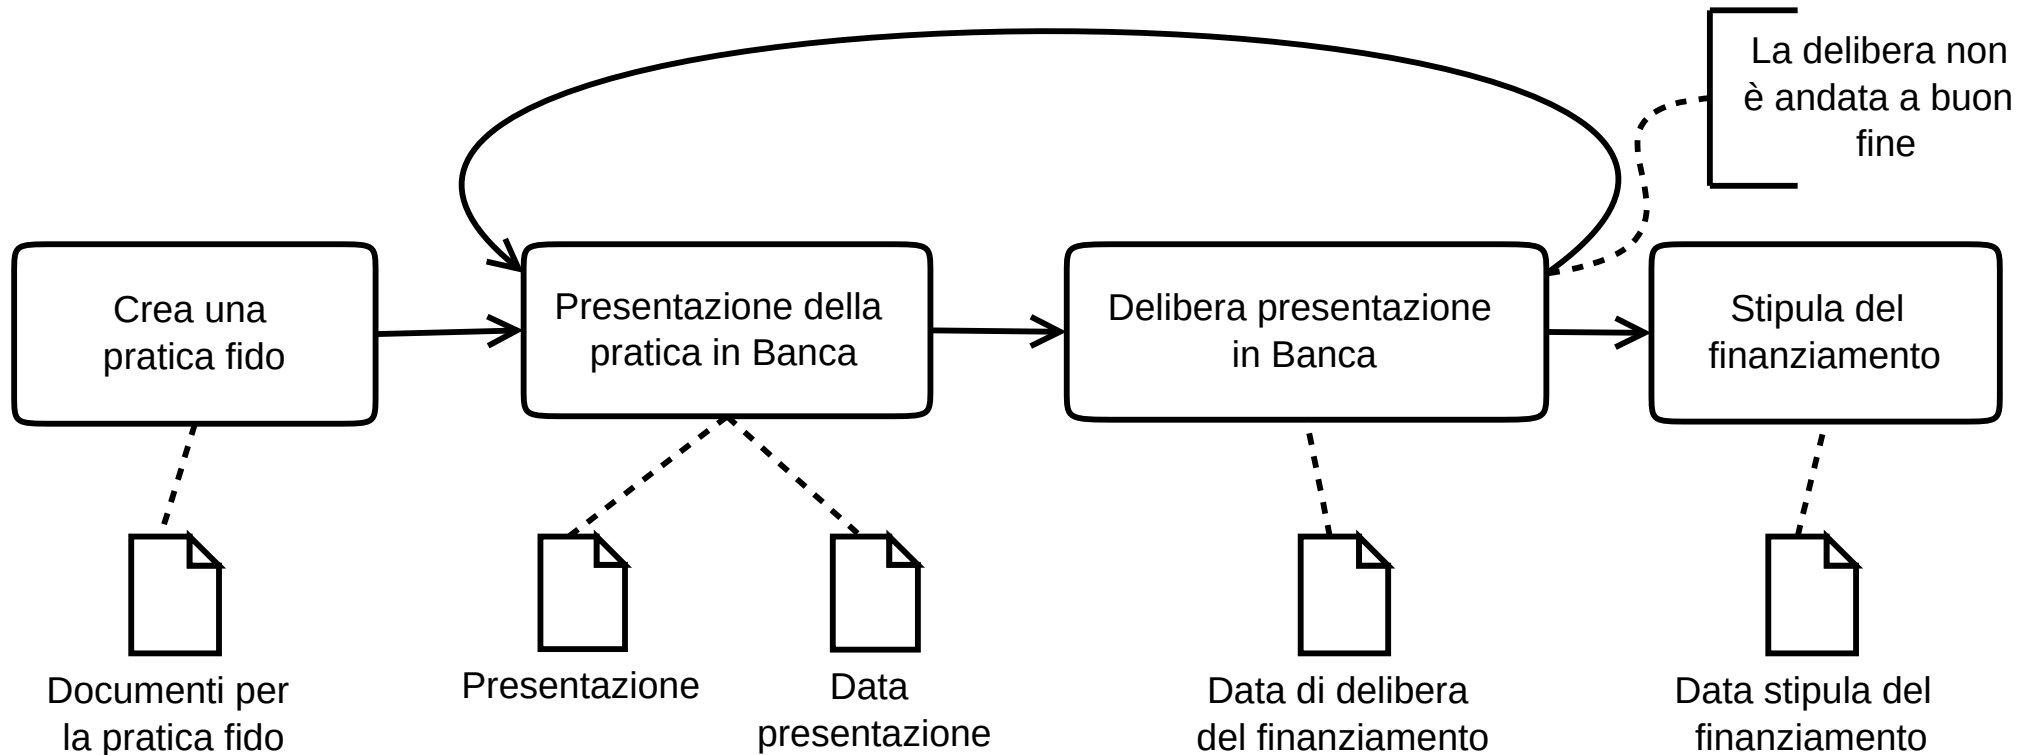 La delibera non
è andata a buon
fine
Crea una
pratica fido
Presentazione della
pratica in Banca
Delibera presentazione
in Banca
Stipula del
finanziamento
Documenti per
la pratica fido
Presentazione
Data
presentazione
Data di delibera
del finanziamento
Data stipula del
finanziamento